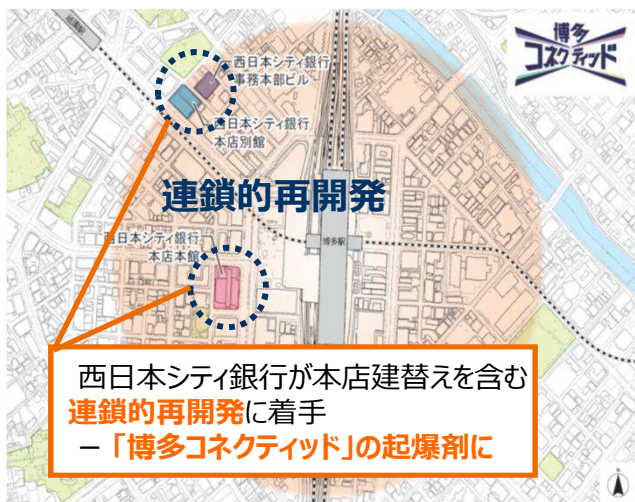 博多
コネクティッド
祇園駅
西日本シティ銀行
事務本部ビル
西日本シティ銀行
本店別館
連鎖的再開発
西日本シティ銀行
本店本館
博多駅
西日本シティ銀行が本店建替えを含む
連鎖的再開発に着手
－「博多コネクティッド」の起爆剤に